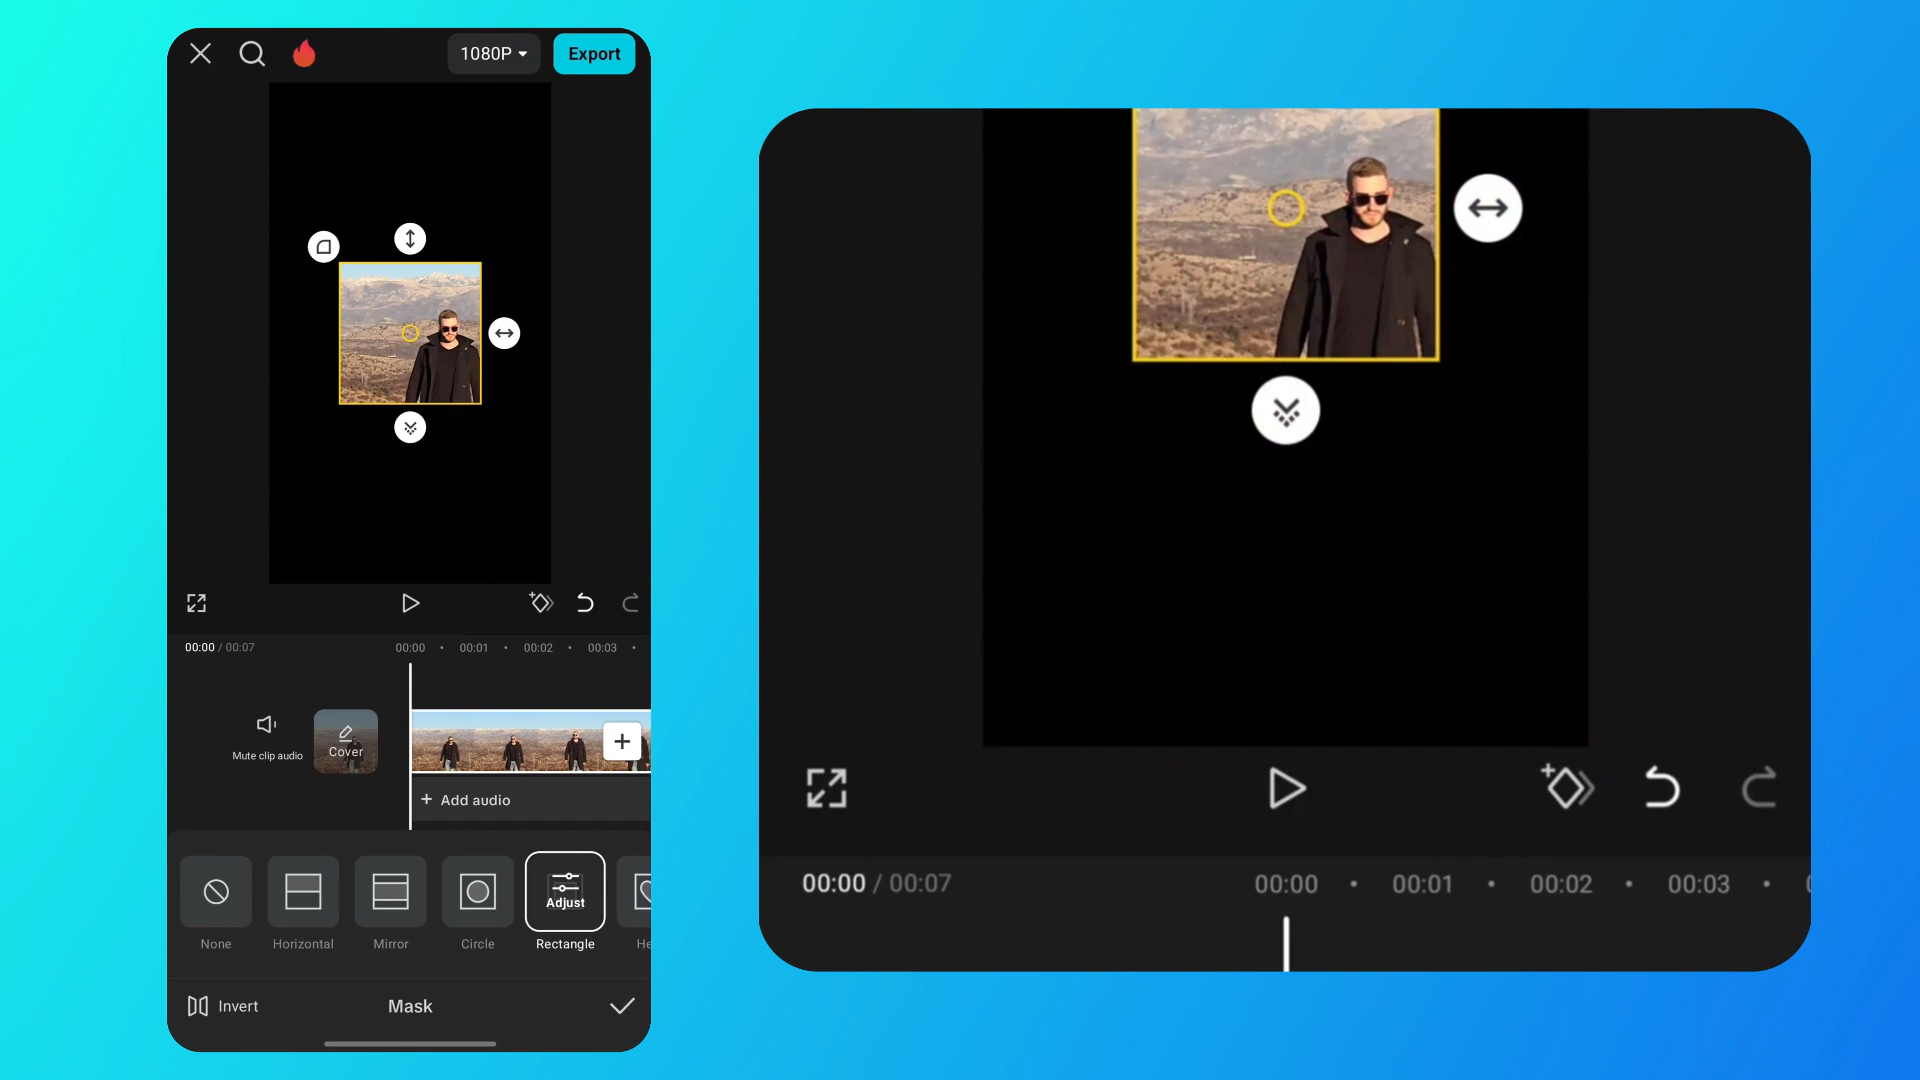 1080P
Export
00:00 / 00:07
00:00 • 00:01 • 00:02 • 00:03 •
Mute clip audio
Cover
+ Add audio
Adjust
None
Horizontal
Mirror
Circle
Rectangle
He
Invert
Mask
00:00 / 00:07
00:00 • 00:01 • 00:02 • 00:03 •